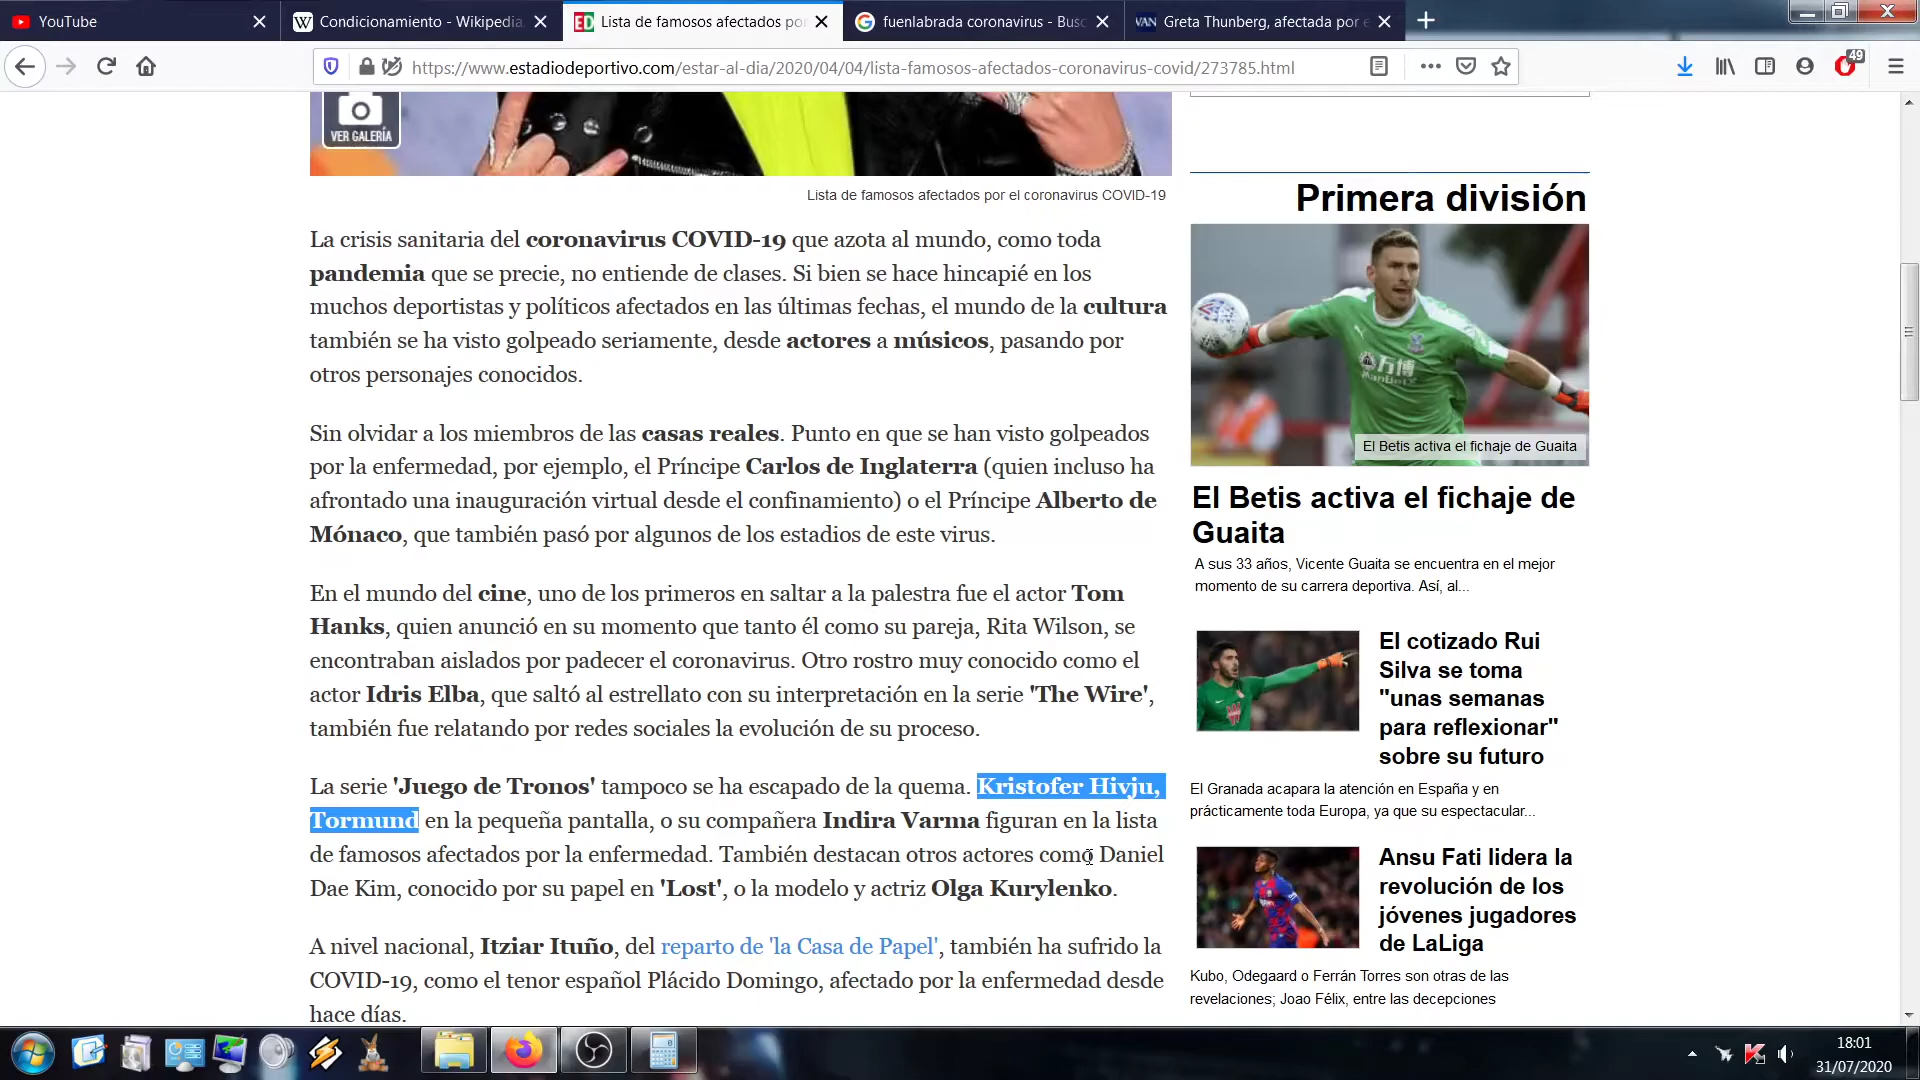 YouTube
Condicionamiento - Wikipedia,
Lista de famosos afectados por
fuenlabrada coronavirus - Busc
Greta Thunberg, afectada por e
https://www.estadiodeportivo.com/estar-al-dia/2020/04/04/lista-famosos-afectados-coronavirus-covid/273785.html
49
VER GALERÍA
Lista de famosos afectados por el coronavirus COVID-19
La crisis sanitaria del coronavirus COVID-19 que azota al mundo, como toda
pandemia que se precie, no entiende de clases. Si bien se hace hincapié en los
muchos deportistas y políticos afectados en las últimas fechas, el mundo de la cultura
también se ha visto golpeado seriamente, desde actores a músicos, pasando por
otros personajes conocidos.
Sin olvidar a los miembros de las casas reales. Punto en que se han visto golpeados
por la enfermedad, por ejemplo, el Príncipe Carlos de Inglaterra (quien incluso ha
afrontado una inauguración virtual desde el confinamiento) o el Príncipe Alberto de
Mónaco, que también pasó por algunos de los estadios de este virus.
En el mundo del cine, uno de los primeros en saltar a la palestra fue el actor Tom
Hanks, quien anunció en su momento que tanto él como su pareja, Rita Wilson, se
encontraban aislados por padecer el coronavirus. Otro rostro muy conocido como el
actor Idris Elba, que saltó al estrellato con su interpretación en la serie 'The Wire',
también fue relatando por redes sociales la evolución de su proceso.
La serie 'Juego de Tronos' tampoco se ha escapado de la quema. Kristofer Hivju,
Tormund en la pequeña pantalla, o su compañera Indira Varma figuran en la lista
de famosos afectados por la enfermedad. También destacan otros actores como Daniel
Dae Kim, conocido por su papel en 'Lost', o la modelo y actriz Olga Kurylenko.
A nivel nacional, Itziar Ituño, del reparto de 'la Casa de Papel', también ha sufrido la
COVID-19, como el tenor español Plácido Domingo, afectado por la enfermedad desde
hace días.
Primera división
万博
ManBetX
El Betis activa el fichaje de Guaita
El Betis activa el fichaje de
Guaita
A sus 33 años, Vicente Guaita se encuentra en el mejor
momento de su carrera deportiva. Así, al...
El cotizado Rui
Silva se toma
"unas semanas
para reflexionar"
sobre su futuro
El Granada acapara la atención en España y en
prácticamente toda Europa, ya que su espectacular...
Ansu Fati lidera la
revolución de los
jóvenes jugadores
de LaLiga
Kubo, Odegaard o Ferrán Torres son otras de las
revelaciones; Joao Félix, entre las decepciones
18:01
31/07/2020